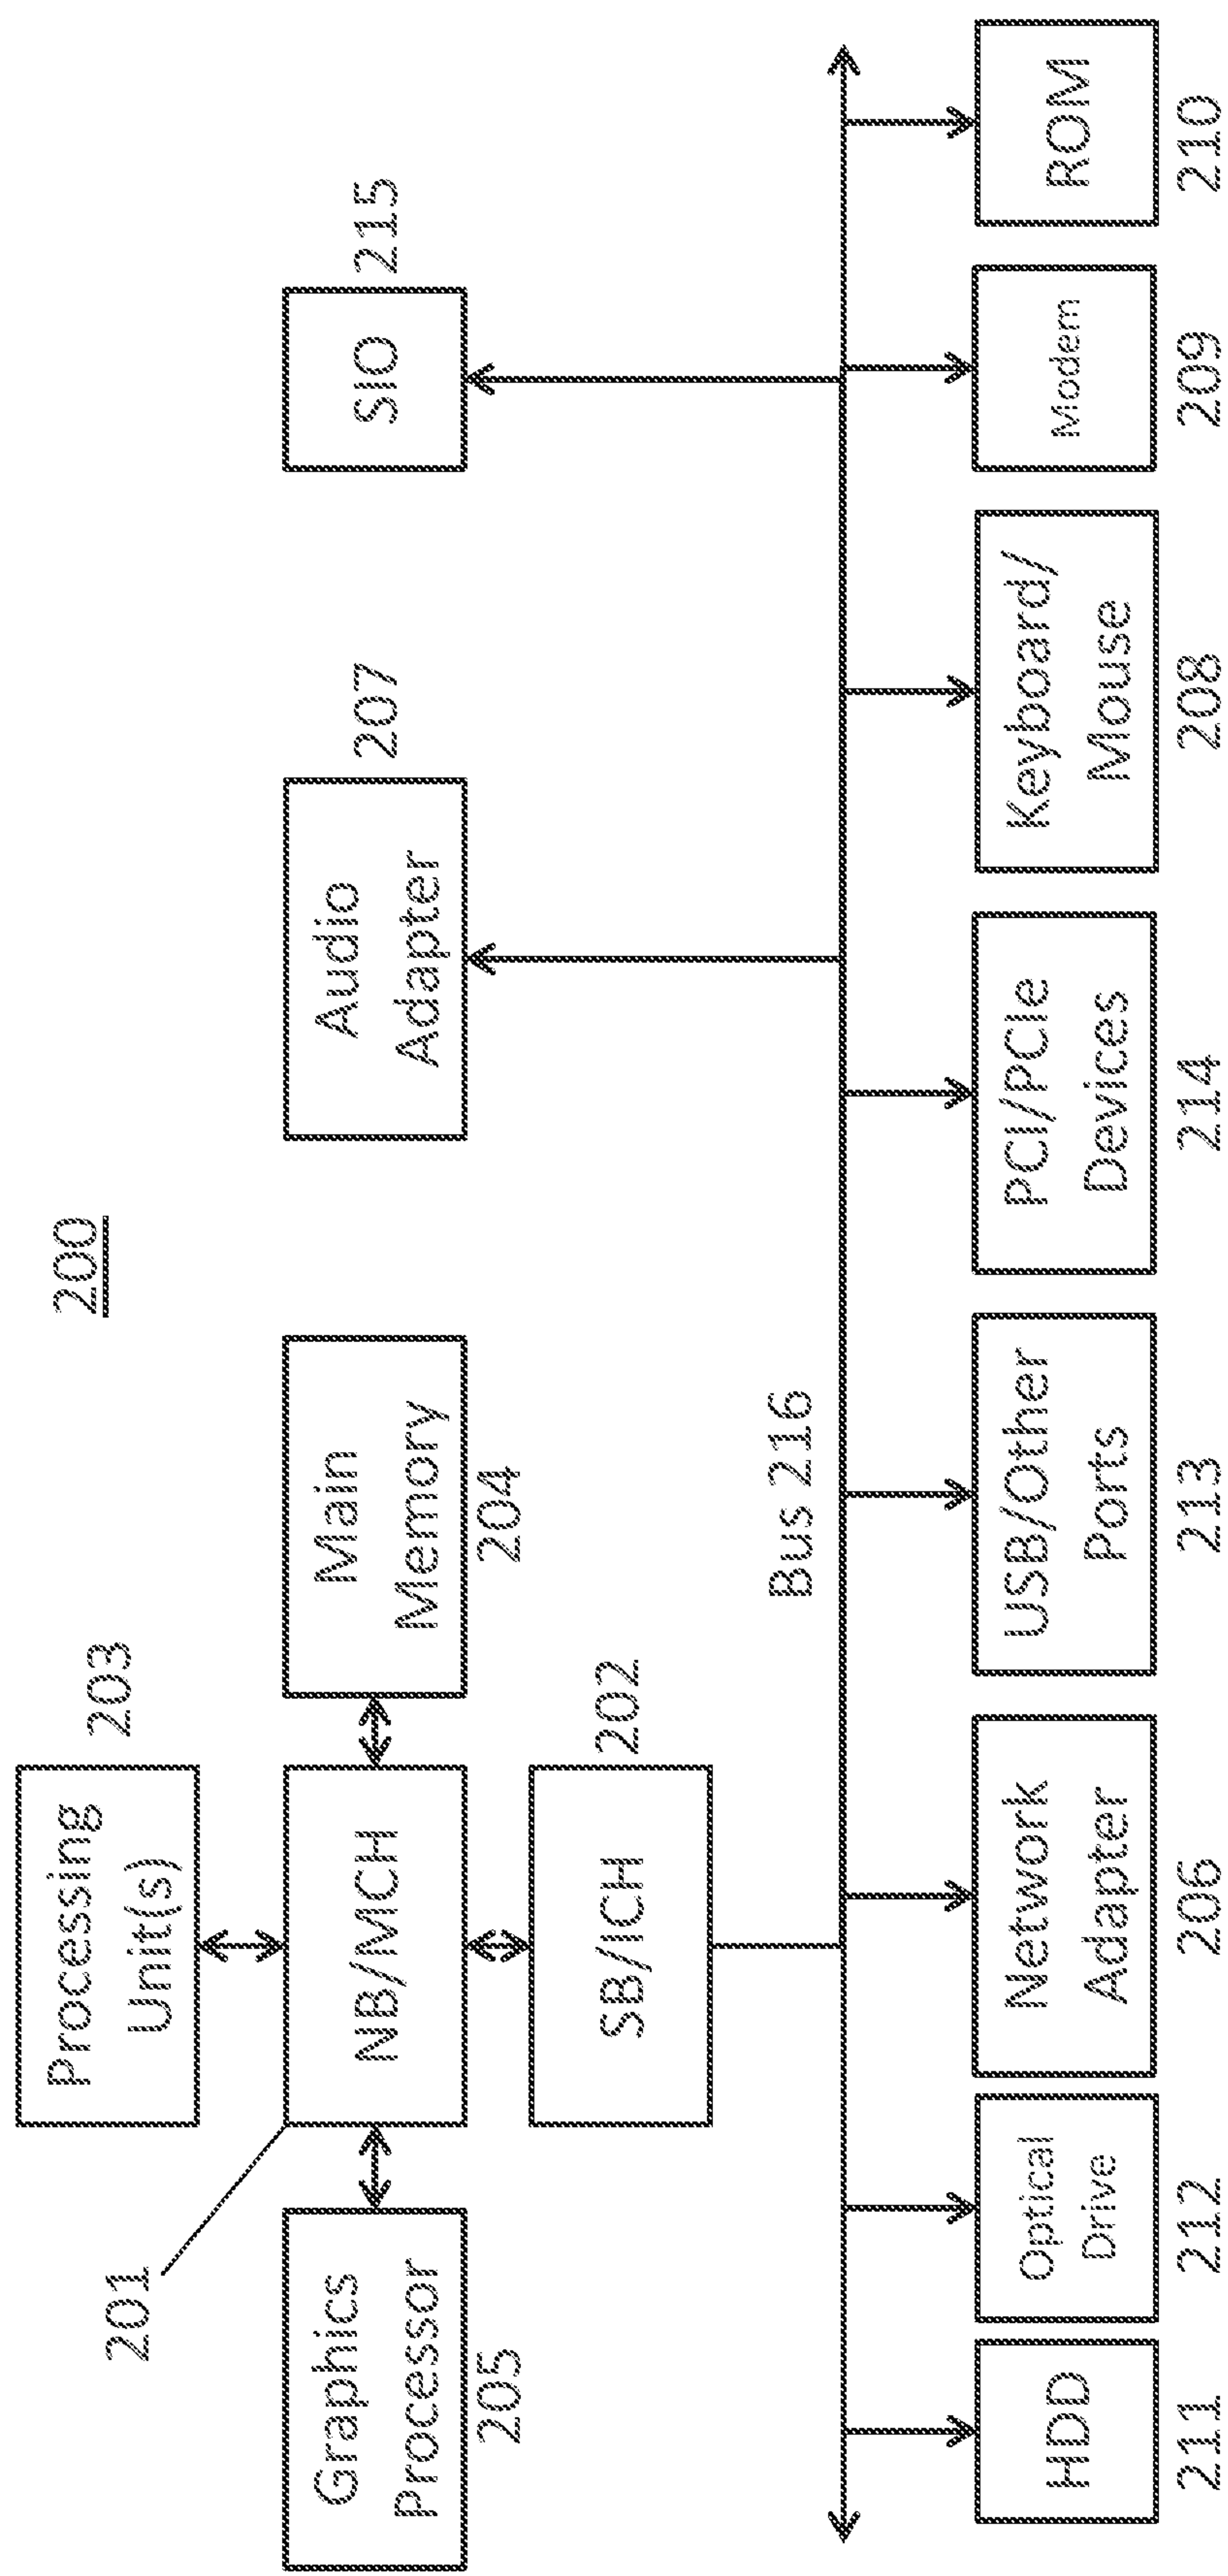 200
203
Processing
Unit(s)
201
Graphics
Processor
205
NB/MCH
Main
Memory
204
Audio
Adapter
207
SIO
215
SB/ICH
202
Bus 216
HDD
211
Optical
Drive
212
Network
Adapter
206
USB/Other
Ports
213
PCI/PCIe
Devices
214
Keyboard/
Mouse
208
Modem
209
ROM
210